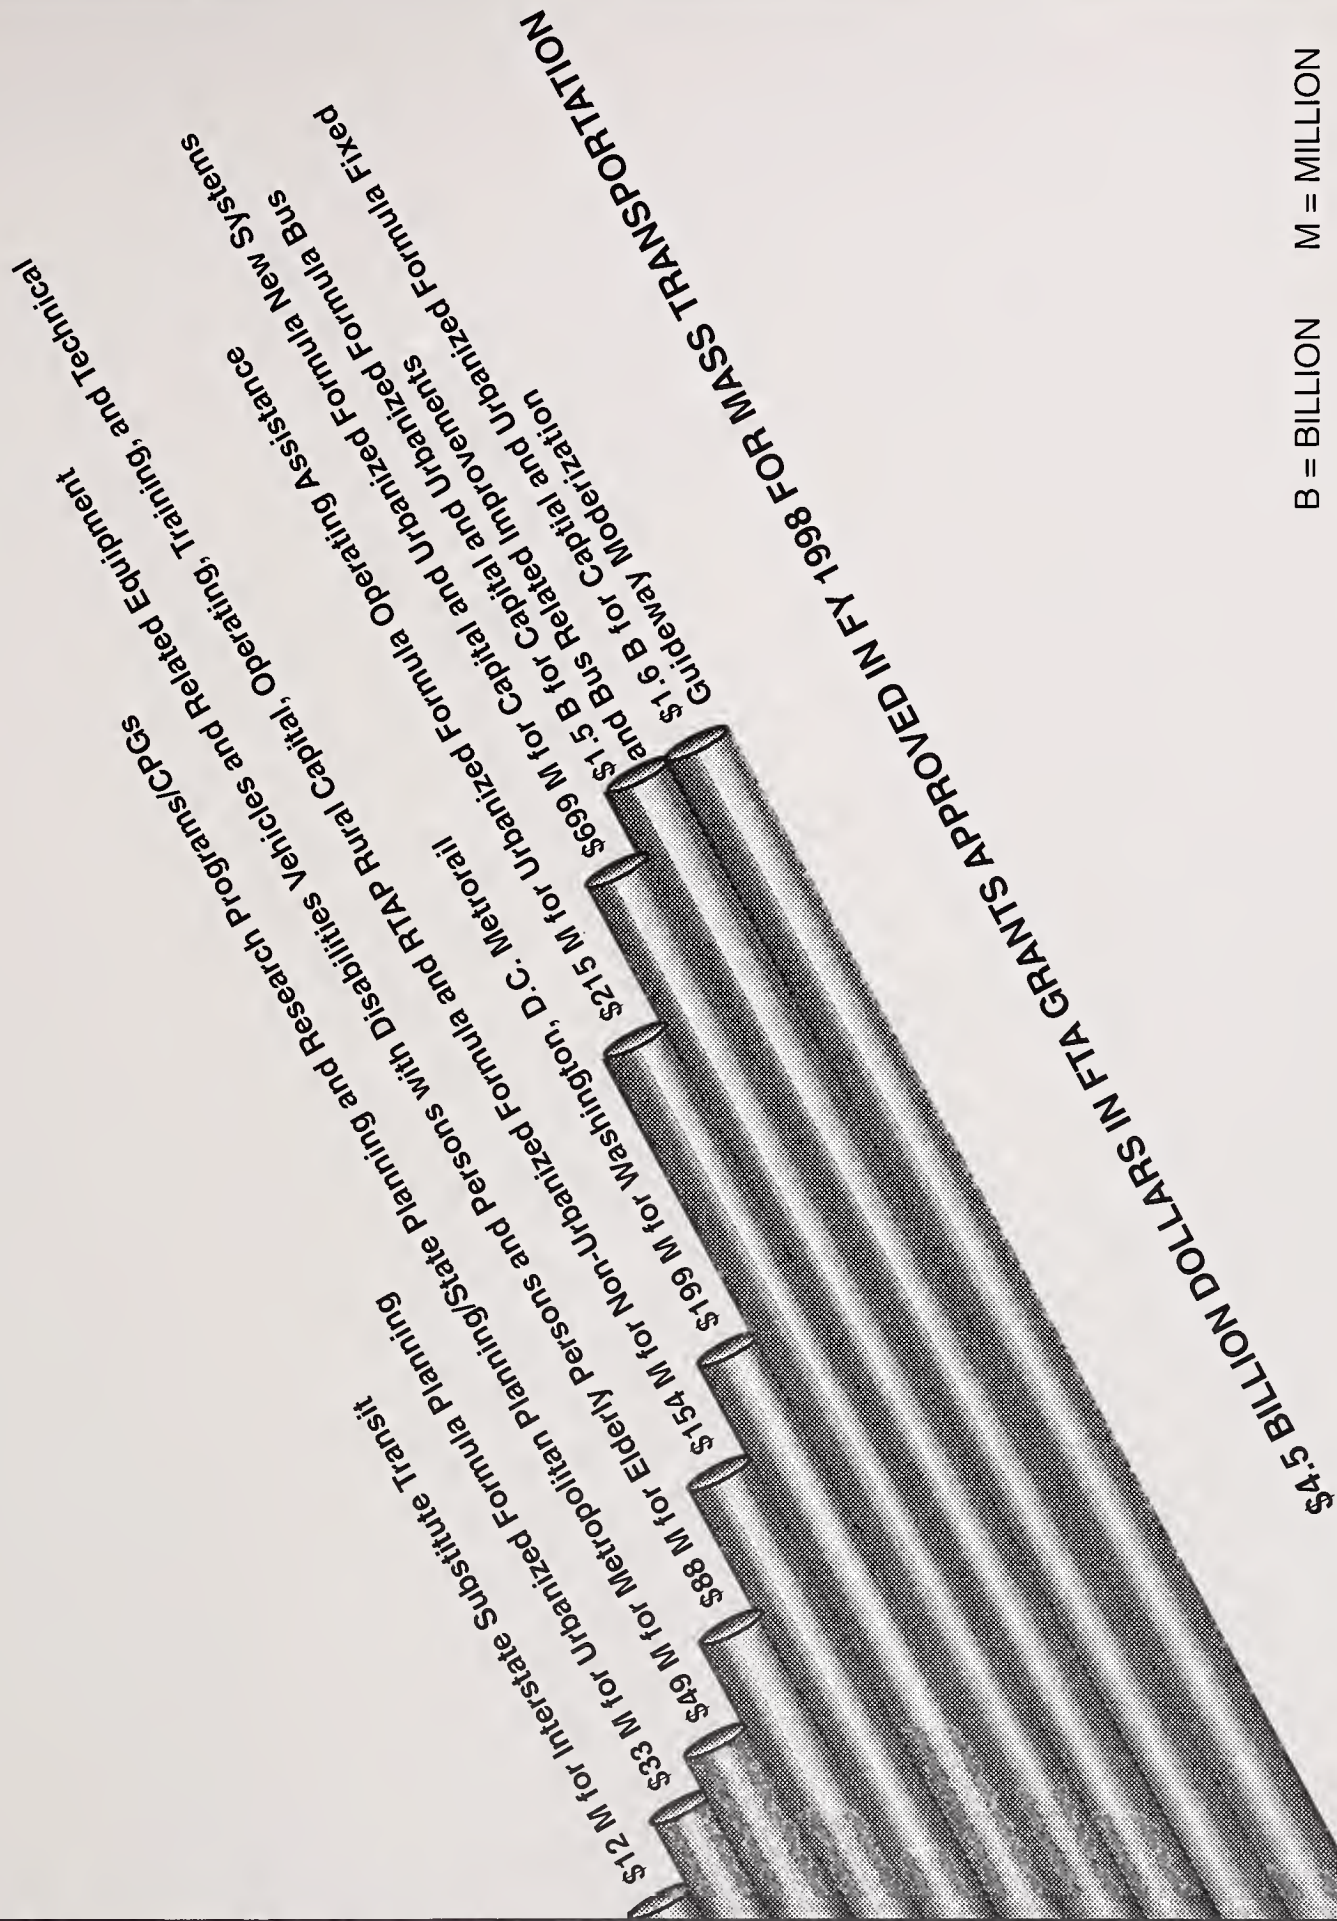 $4.5 BILLION DOLLARS IN FTA GRANTS APPROVED IN FY 1998 FOR MASS TRANSPORTATION
$1.6 B for Captial and Urbanized Formula Fixed
Guideway Moderization
$1.5 B for Capital and Urbanized Formula Bus
and Bus Related Improvements
$699 M for Capital and Urbanized Formula New Systems
$215 M for Urbanized Formula Operating Assistance
$199 M for Washington, D.C. Metrorail
$154 M for Non-Urbanized Formula and RTAP Rural Capital, Operating, Training, and Technical
$88 M for Elderly Persons and Persons with Disabilities Vehicles and Related Equipment
$49 M for Metropolitan Planning/State Planning and Research Programs/CPGs
$33 M for Urbanized Formula Planning
$12 M for Interstate Substitute Transit
B = BILLION M = MILLION